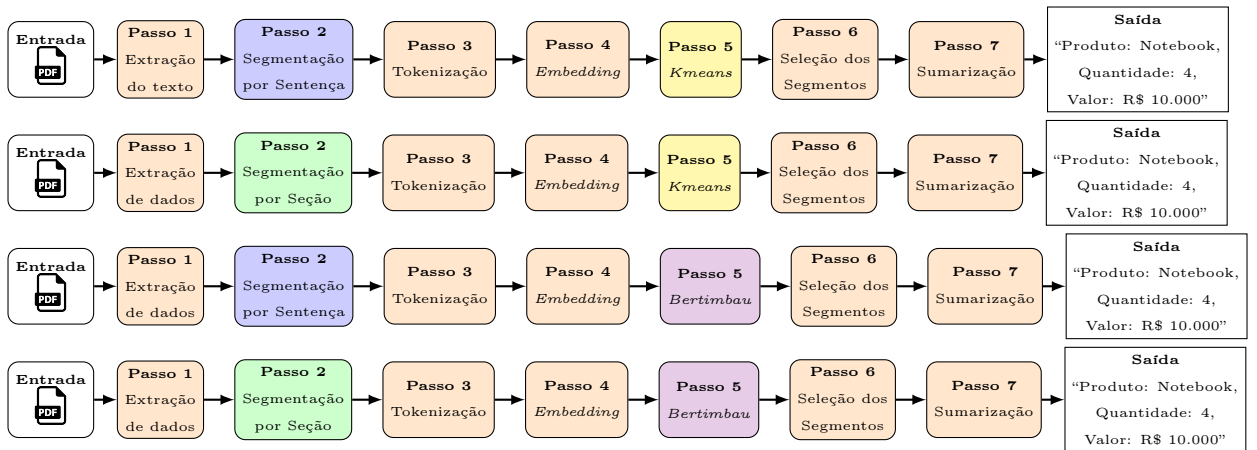 Entrada
PDF
Passo 1
Extração
do texto
Passo 2
Segmentação
por Sentença
Passo 3
Tokenização
Passo 4
Embedding
Passo 5
Kmeans
Passo 6
Seleção dos
Segmentos
Passo 7
Sumarização
Saída
“Produto: Notebook,
Quantidade: 4,
Valor: R$ 10.000”
Entrada
PDF
Passo 1
Extração
de dados
Passo 2
Segmentação
por Seção
Passo 3
Tokenização
Passo 4
Embedding
Passo 5
Kmeans
Passo 6
Seleção dos
Segmentos
Passo 7
Sumarização
Saída
“Produto: Notebook,
Quantidade: 4,
Valor: R$ 10.000”
Entrada
PDF
Passo 1
Extração
de dados
Passo 2
Segmentação
por Sentença
Passo 3
Tokenização
Passo 4
Embedding
Passo 5
Bertimbau
Passo 6
Seleção dos
Segmentos
Passo 7
Sumarização
Saída
“Produto: Notebook,
Quantidade: 4,
Valor: R$ 10.000”
Entrada
PDF
Passo 1
Extração
de dados
Passo 2
Segmentação
por Seção
Passo 3
Tokenização
Passo 4
Embedding
Passo 5
Bertimbau
Passo 6
Seleção dos
Segmentos
Passo 7
Sumarização
Saída
“Produto: Notebook,
Quantidade: 4,
Valor: R$ 10.000”